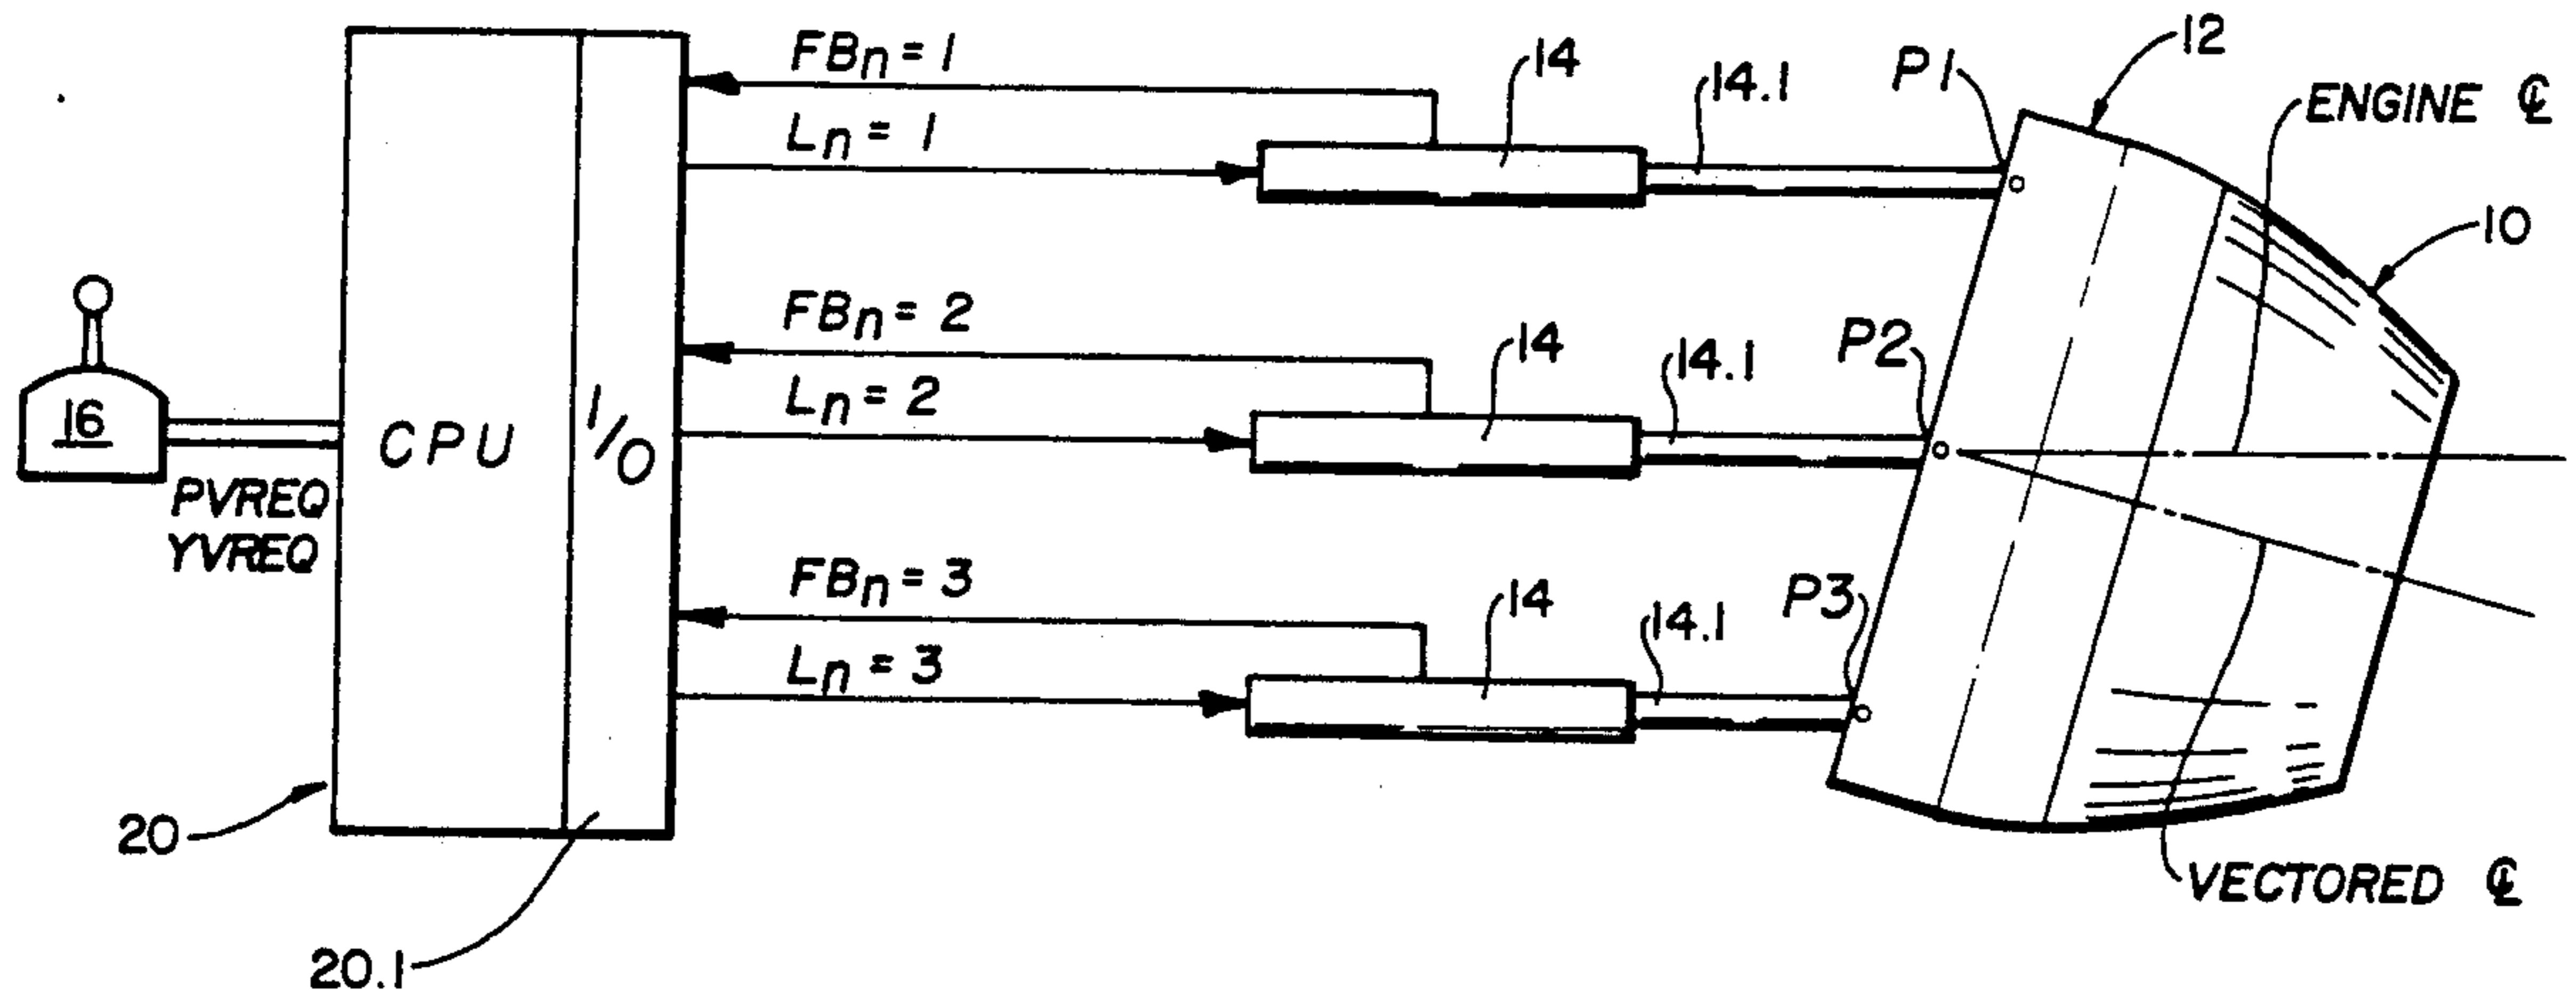 FBn = 1
Ln = 1
14
14.1
P1
12
ENGINE ℄
10
FBn = 2
Ln = 2
14
14.1
P2
16
CPU
I/O
PVREQ
YVREQ
FBn = 3
Ln = 3
14
14.1
P3
20
20.1
VECTORED ℄